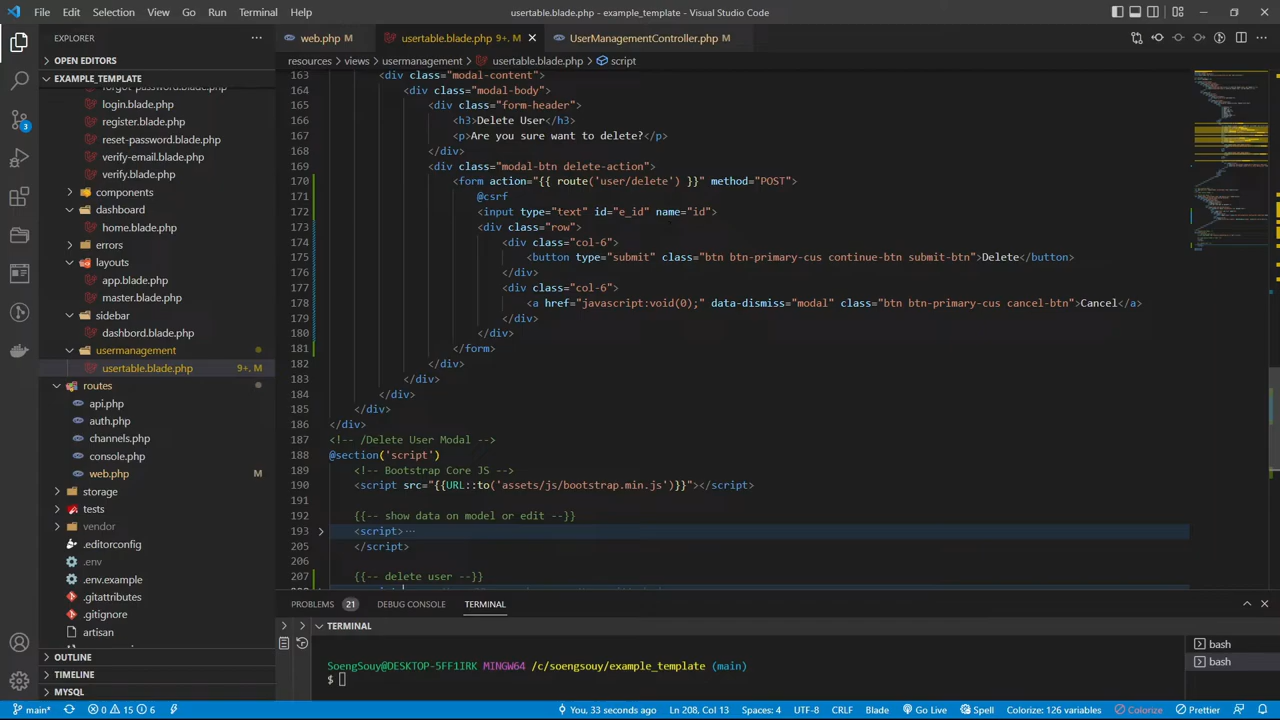 File Edit Selection View Go Run Terminal Help
usertable.blade.php - example_template - Visual Studio Code
EXPLORER
OPEN EDITORS
EXAMPLE_TEMPLATE
forgot-password.blade.php
login.blade.php
register.blade.php
reset-password.blade.php
verify-email.blade.php
verify.blade.php
components
dashboard
home.blade.php
errors
layouts
app.blade.php
master.blade.php
sidebar
dashbord.blade.php
usermanagement
usertable.blade.php 9+, M
routes
api.php
auth.php
channels.php
console.php
web.php M
storage
tests
vendor
.editorconfig
.env
.env.example
.gitattributes
.gitignore
artisan
OUTLINE
TIMELINE
MYSQL
3
web.php M
usertable.blade.php 9+, M
UserManagementController.php M
resources > views > usermanagement > usertable.blade.php > script
163 <div class="modal-content">
164 <div class="modal-body">
165 <div class="form-header">
166 <h3>Delete User</h3>
167 <p>Are you sure want to delete?</p>
168 </div>
169 <div class="modal-btn delete-action">
170 <form action="{{ route('user/delete') }}" method="POST">
171 @csrf
172 <input type="text" id="e_id" name="id">
173 <div class="row">
174 <div class="col-6">
175 <button type="submit" class="btn btn-primary-cus continue-btn submit-btn">Delete</button>
176 </div>
177 <div class="col-6">
178 <a href="javascript:void(0);" data-dismiss="modal" class="btn btn-primary-cus cancel-btn">Cancel</a>
179 </div>
180 </div>
181 </form>
182 </div>
183 </div>
184 </div>
185 </div>
186 </div>
187 <!-- /Delete User Modal -->
188 @section('script')
189 <!-- Bootstrap Core JS -->
190 <script src="{{URL::to('assets/js/bootstrap.min.js')}}"></script>
191
192 {{-- show data on model or edit --}}
193 <script>⋯
205 </script>
206
207 {{-- delete user --}}
PROBLEMS 21 DEBUG CONSOLE TERMINAL
TERMINAL
SoengSouy@DESKTOP-5FF1IRK MINGW64 /c/soengsouy/example_template (main)
$
bash
bash
main* 0 15 6
You, 33 seconds ago Ln 208, Col 13 Spaces: 4 UTF-8 CRLF Blade Go Live Spell Colorize: 126 variables Colorize Prettier